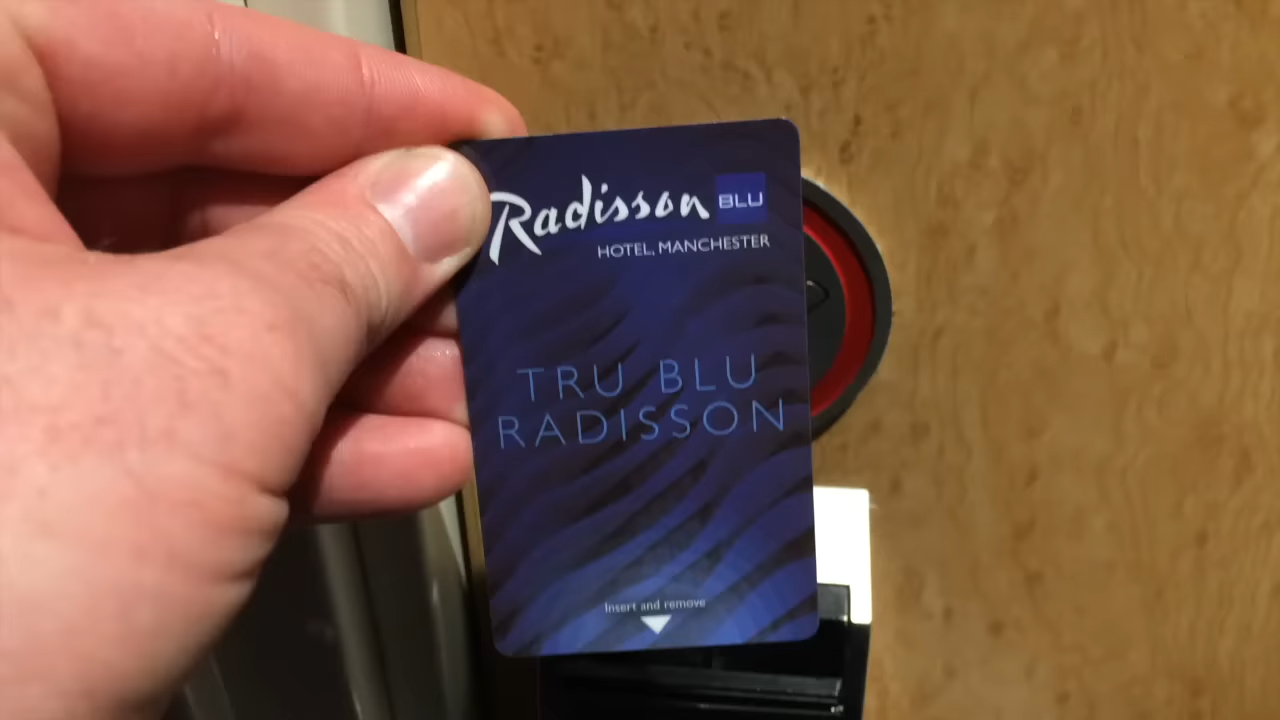 Radisson BLU
HOTEL, MANCHESTER
TRU BLU
RADISSON
Insert and remove